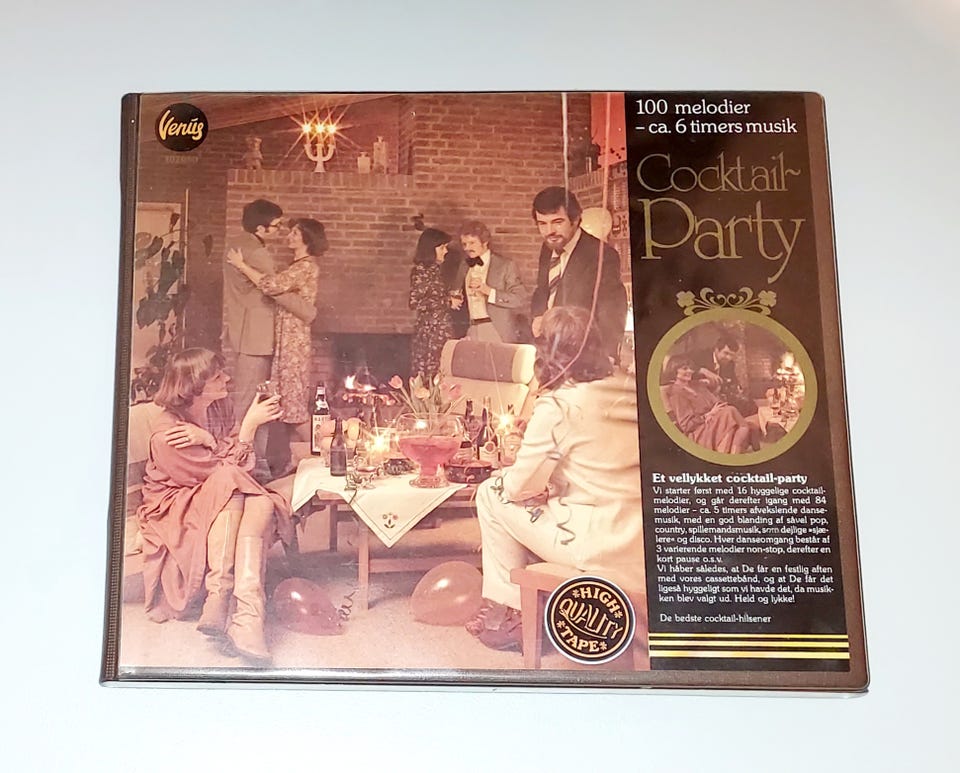 Venüs
100 melodier
– ca. 6 timers musik
Cocktail-
Party
Et vellykket cocktail-party
Vi starter først med 16 hyggelige cocktail-
melodier, og går derefter igang med 84
melodier – ca. 5 timers afvekslende danse-
musik, med en god blanding af såvel pop,
country, spillemandsmusik, som dejlige »sjæ-
lere« og disco. Hver danseomgang består af
3 varierende melodier non-stop, derefter en
kort pause o.s.v.
Vi håber således, at De får en festlig aften
med vores cassettebånd, og at De får det
ligeså hyggeligt som vi havde det, da musik-
ken blev valgt ud. Held og lykke!
De bedste cocktail-hilsener
*HIGH
QUALITY
*TAPE*